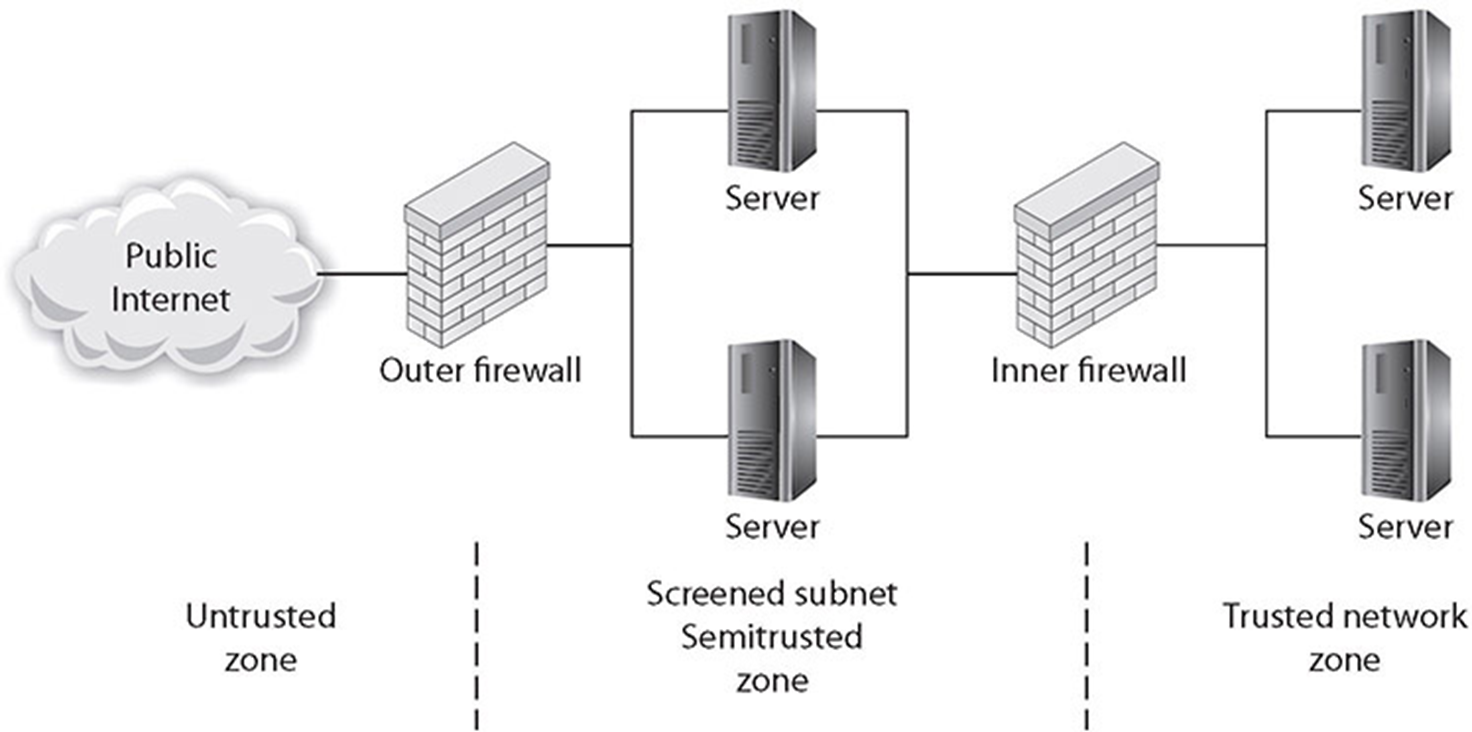 Public
Internet
Outer firewall
Server
Server
Inner firewall
Server
Server
Untrusted
zone
Screened subnet
Semitrusted
zone
Trusted network
zone